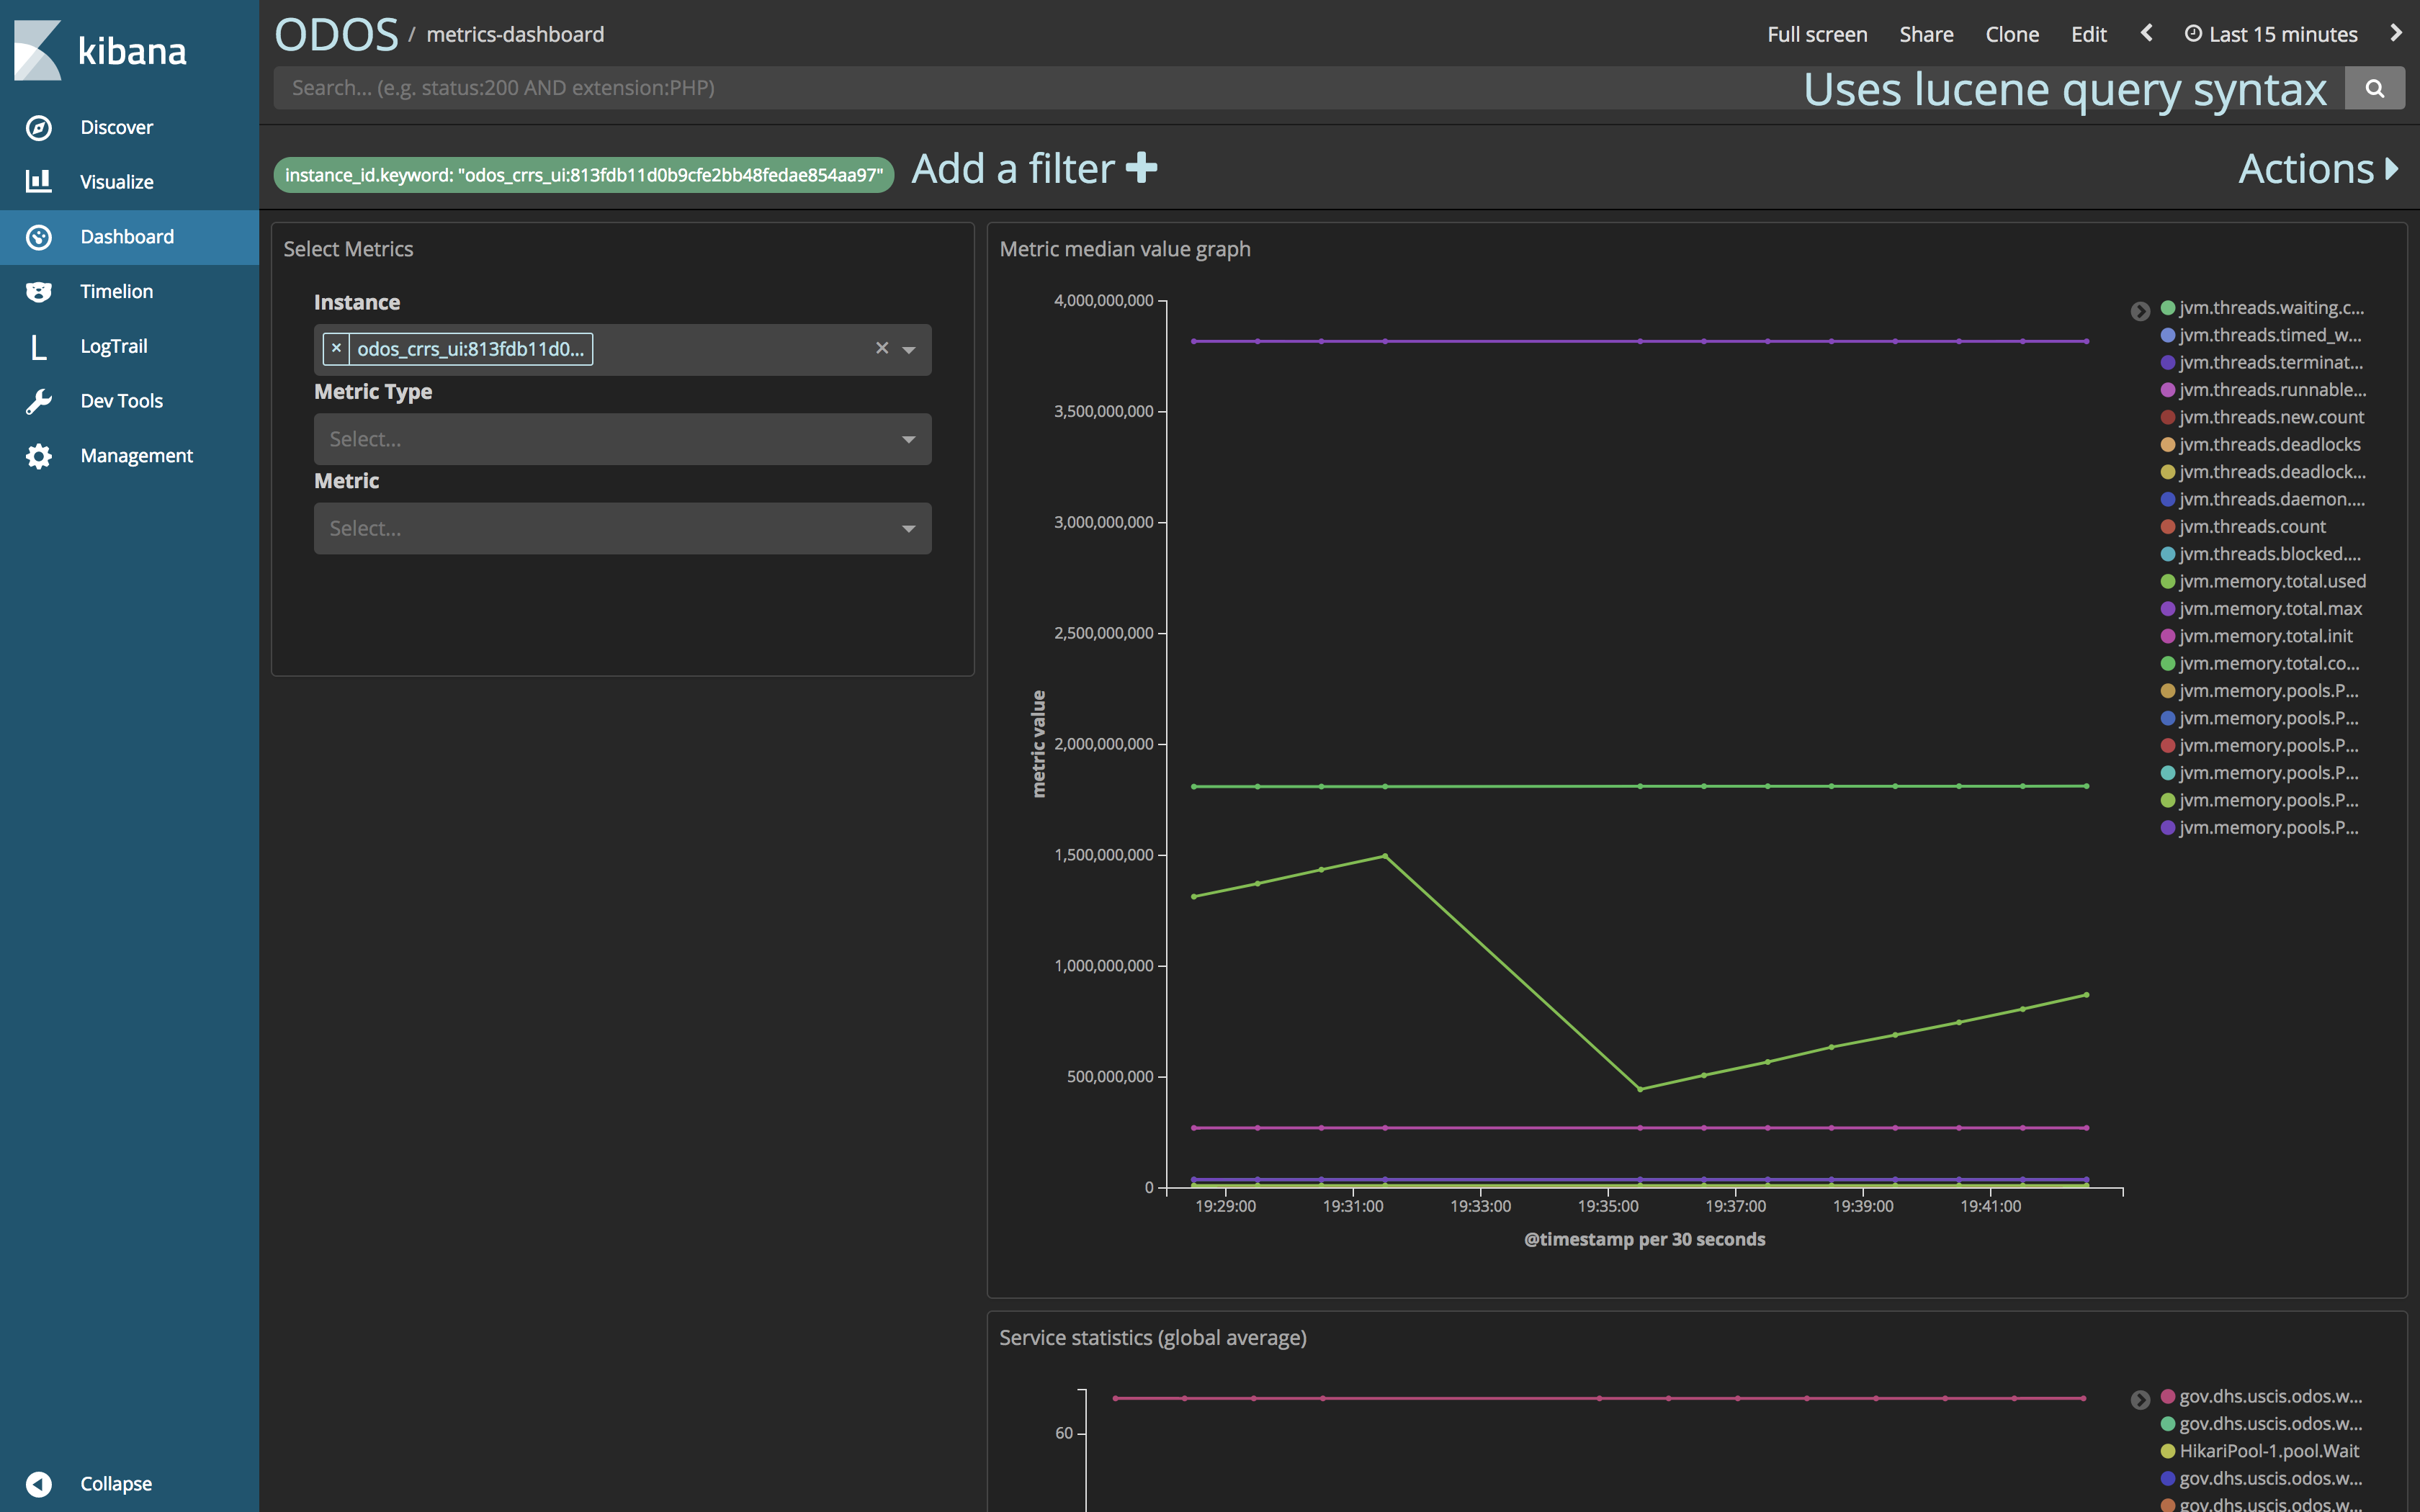 kibana
Discover
Visualize
Dashboard
Timelion
LogTrail
Dev Tools
Management
Collapse
ODOS / metrics-dashboard
Full screen Share Clone Edit Last 15 minutes
Search... (e.g. status:200 AND extension:PHP) Uses lucene query syntax
instance_id.keyword: "odos_crrs_ui:813fdb11d0b9cfe2bb48fedae854aa97" Add a filter Actions
Select Metrics
Instance
× odos_crrs_ui:813fdb11d0... ×
Metric Type
Select...
Metric
Select...
Metric median value graph
4,000,000,000
3,500,000,000
3,000,000,000
2,500,000,000
2,000,000,000
1,500,000,000
1,000,000,000
500,000,000
0
metric value
19:29:00 19:31:00 19:33:00 19:35:00 19:37:00 19:39:00 19:41:00
@timestamp per 30 seconds
jvm.threads.waiting.c...
jvm.threads.timed_w...
jvm.threads.terminat...
jvm.threads.runnable...
jvm.threads.new.count
jvm.threads.deadlocks
jvm.threads.deadlock...
jvm.threads.daemon....
jvm.threads.count
jvm.threads.blocked....
jvm.memory.total.used
jvm.memory.total.max
jvm.memory.total.init
jvm.memory.total.co...
jvm.memory.pools.P...
jvm.memory.pools.P...
jvm.memory.pools.P...
jvm.memory.pools.P...
jvm.memory.pools.P...
jvm.memory.pools.P...
Service statistics (global average)
60
gov.dhs.uscis.odos.w...
gov.dhs.uscis.odos.w...
HikariPool-1.pool.Wait
gov.dhs.uscis.odos.w...
gov.dhs.uscis.odos.w...